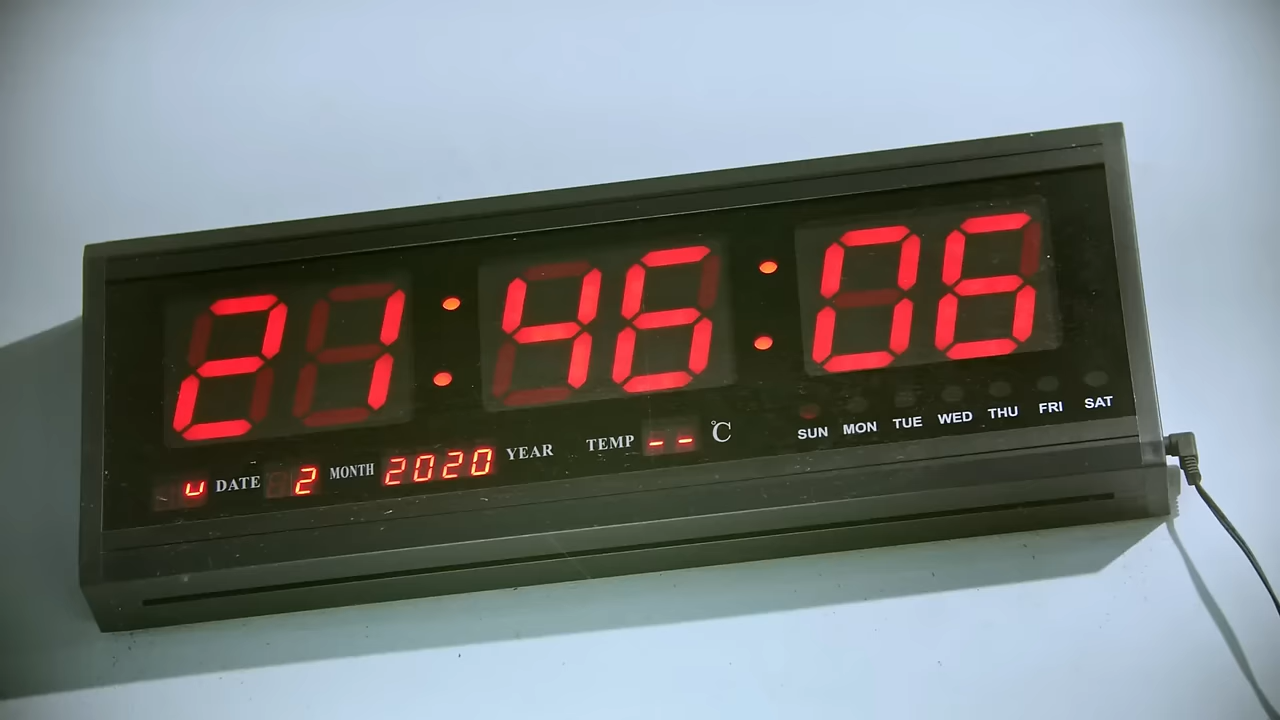 21:46:06
DATE 2 MONTH 2020 YEAR TEMP -- °C
SUN MON TUE WED THU FRI SAT